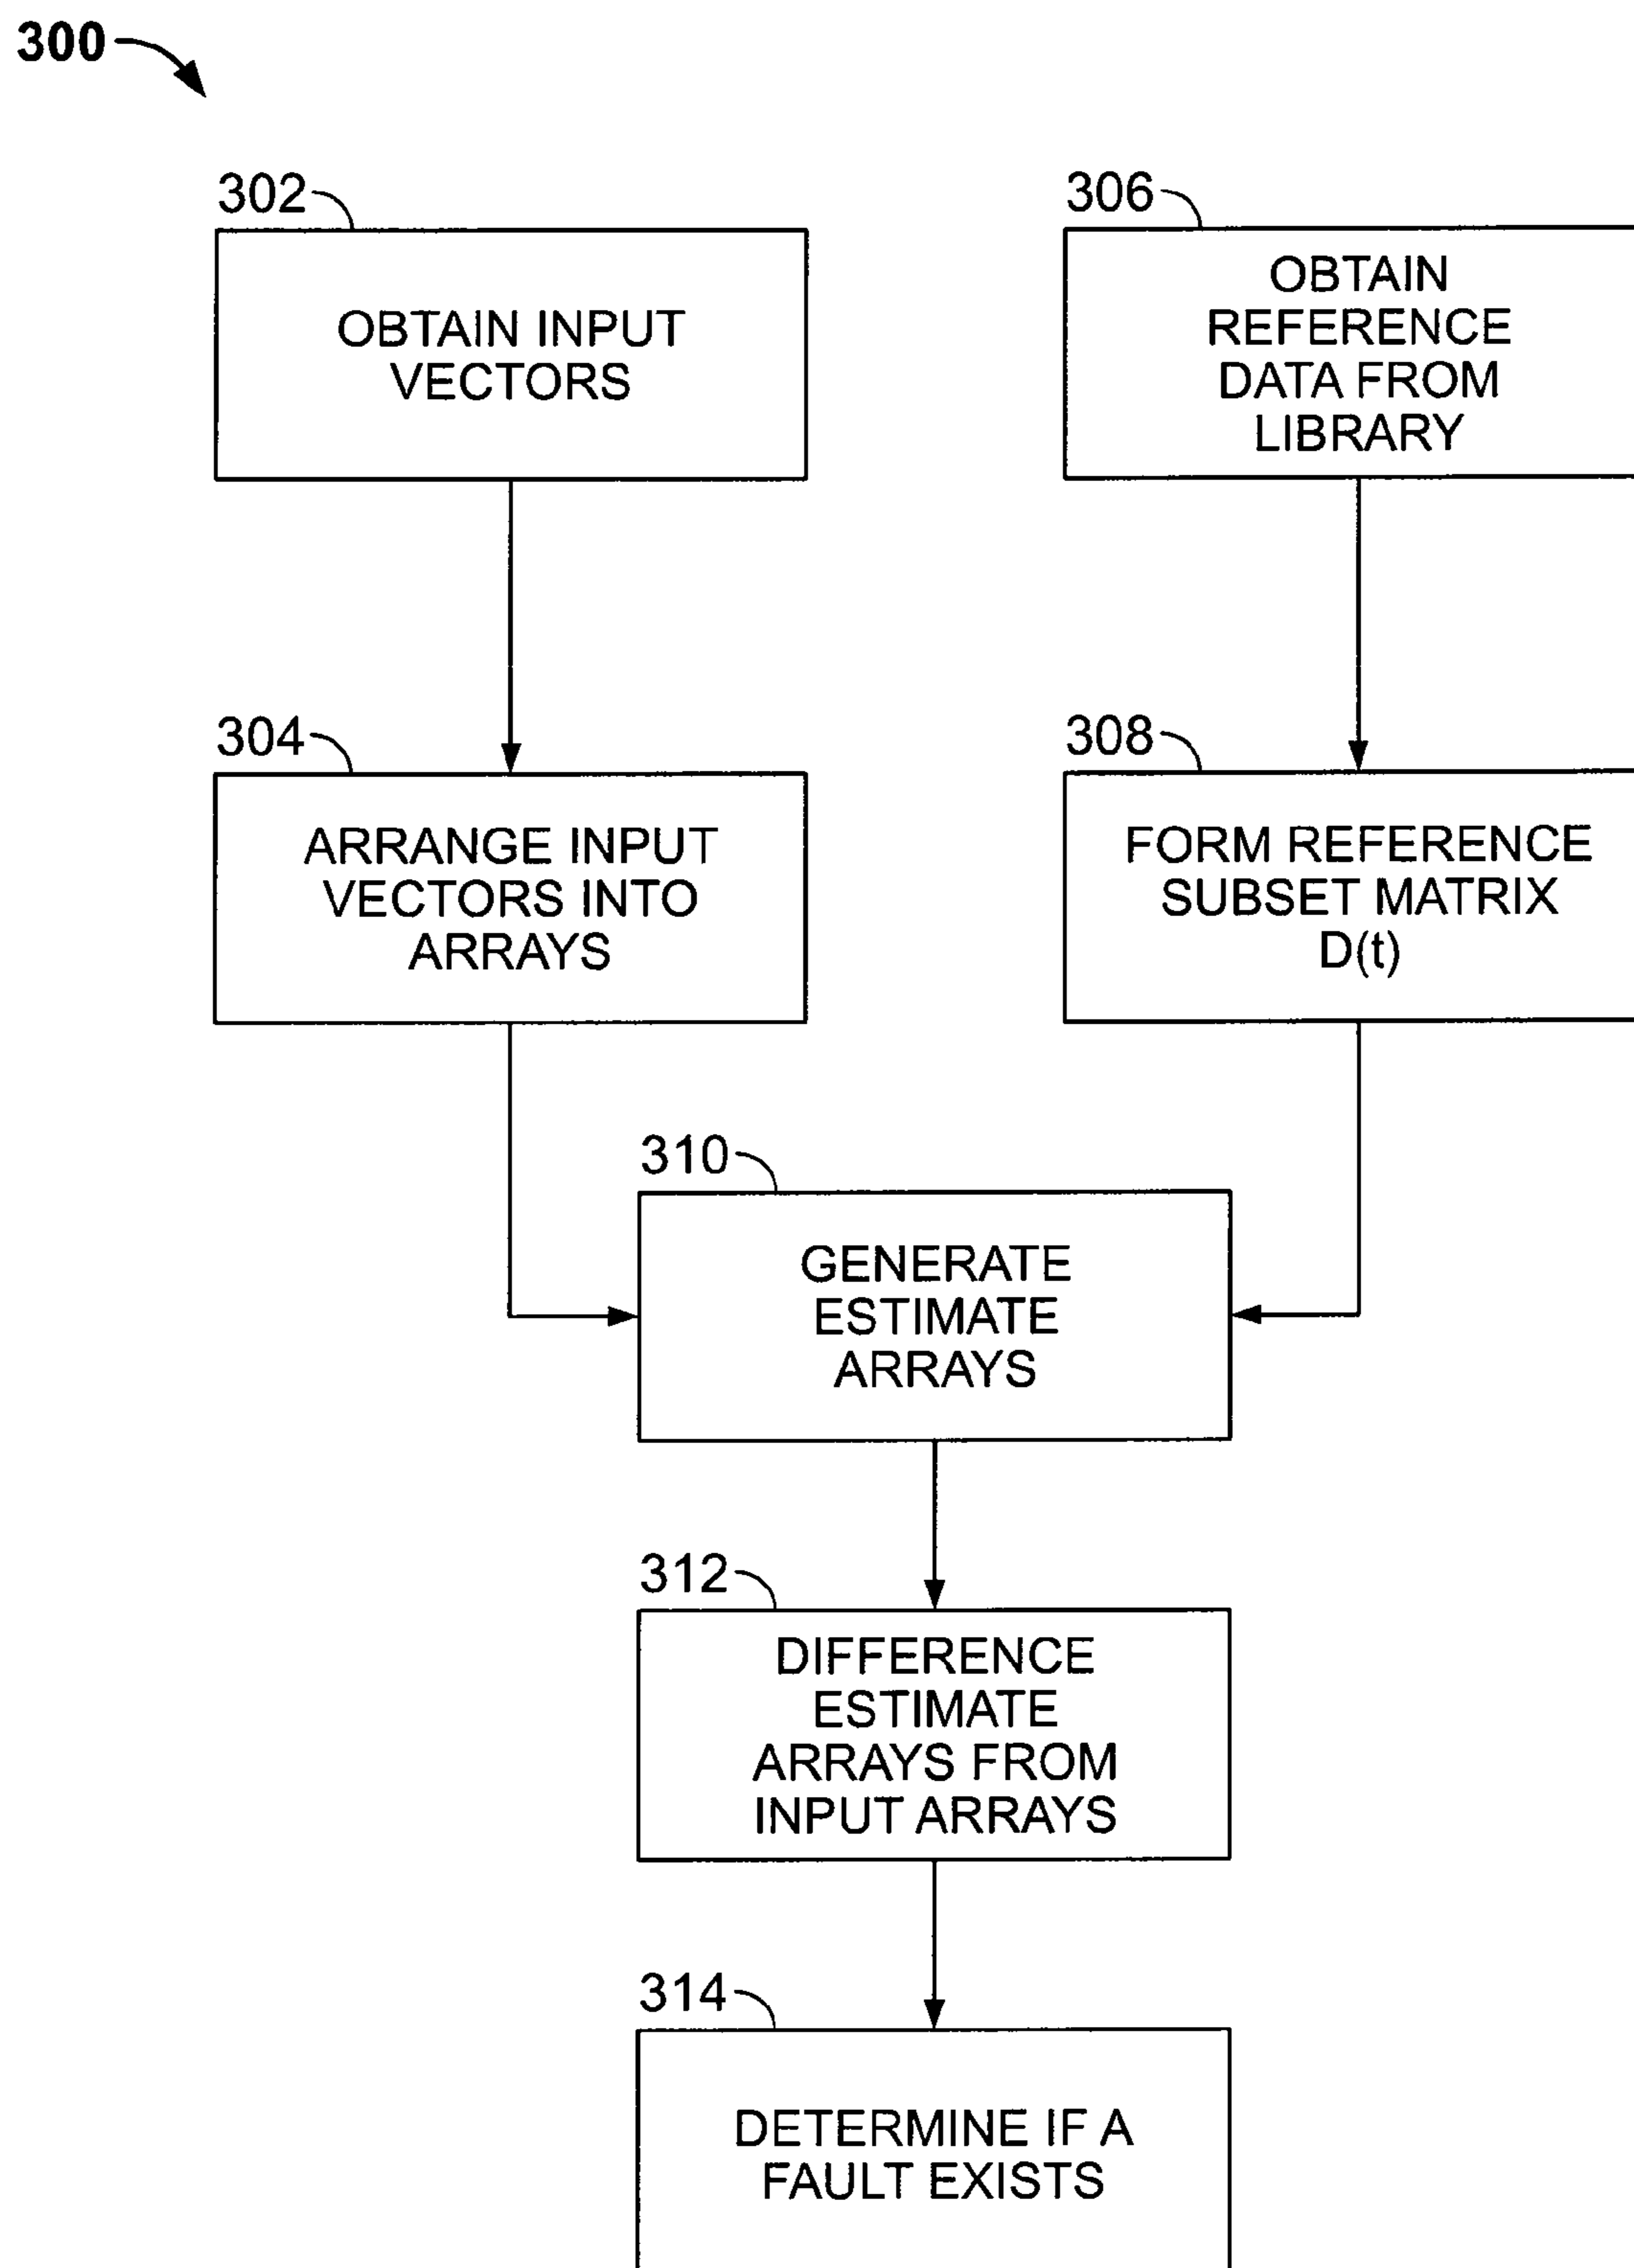 300
302
OBTAIN INPUT
VECTORS
306
OBTAIN
REFERENCE
DATA FROM
LIBRARY
304
ARRANGE INPUT
VECTORS INTO
ARRAYS
308
FORM REFERENCE
SUBSET MATRIX
D(t)
310
GENERATE
ESTIMATE
ARRAYS
312
DIFFERENCE
ESTIMATE
ARRAYS FROM
INPUT ARRAYS
314
DETERMINE IF A
FAULT EXISTS